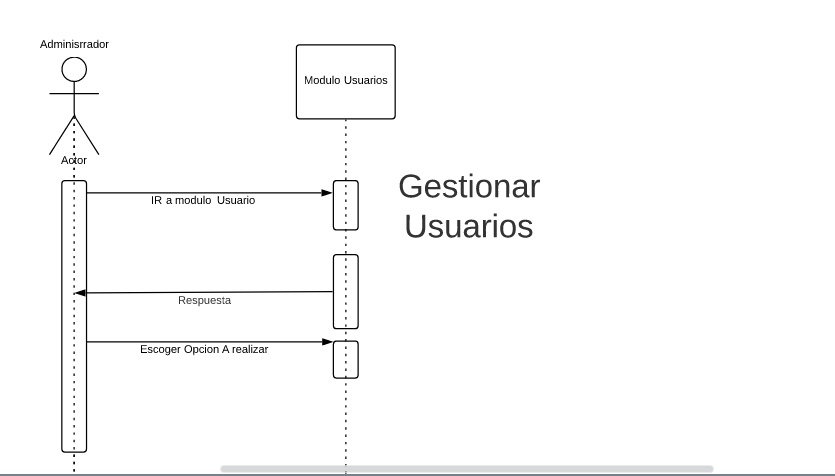 Adminisrrador
Modulo Usuarios
Actor
IR a modulo Usuario
Gestionar
Usuarios
Respuesta
Escoger Opcion A realizar